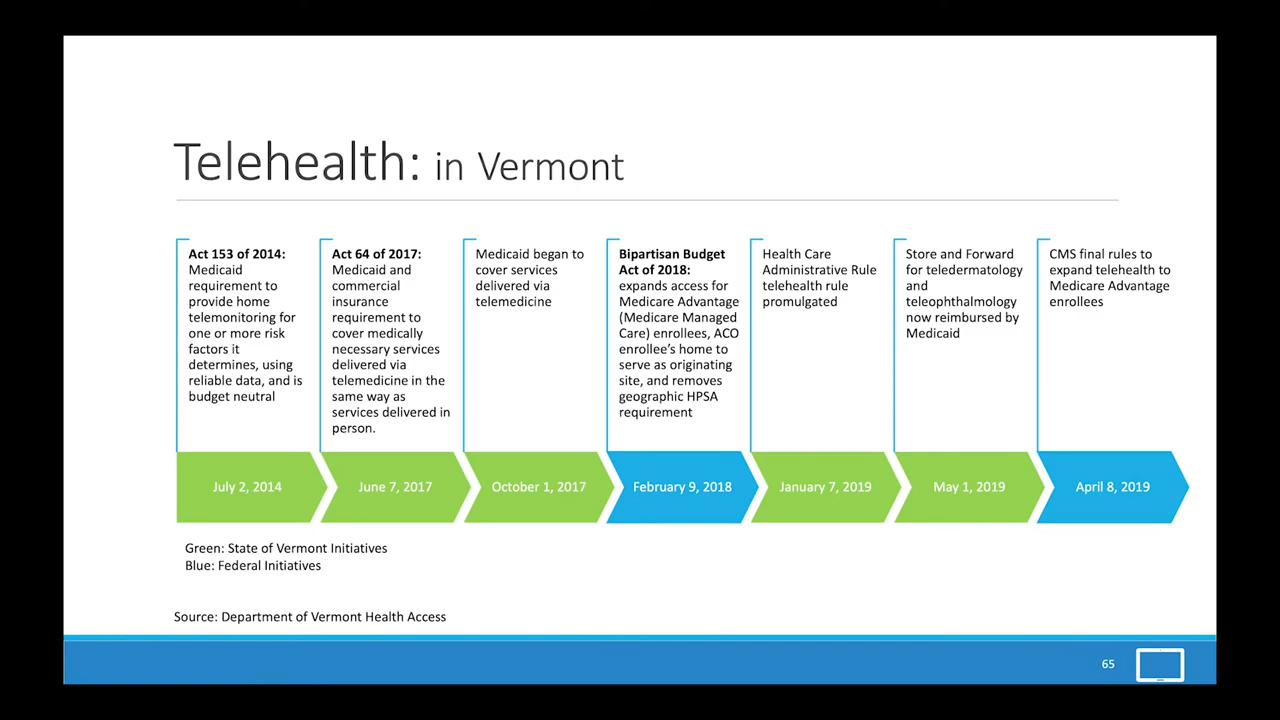 Telehealth: in Vermont
Act 153 of 2014:
Medicaid
requirement to
provide home
telemonitoring for
one or more risk
factors it
determines, using
reliable data, and is
budget neutral
Act 64 of 2017:
Medicaid and
commercial
insurance
requirement to
cover medically
necessary services
delivered via
telemedicine in the
same way as
services delivered in
person.
Medicaid began to
cover services
delivered via
telemedicine
Bipartisan Budget
Act of 2018:
expands access for
Medicare Advantage
(Medicare Managed
Care) enrollees, ACO
enrollee’s home to
serve as originating
site, and removes
geographic HPSA
requirement
Health Care
Administrative Rule
telehealth rule
promulgated
Store and Forward
for teledermatology
and
teleophthalmology
now reimbursed by
Medicaid
CMS final rules to
expand telehealth to
Medicare Advantage
enrollees
July 2, 2014
June 7, 2017
October 1, 2017
February 9, 2018
January 7, 2019
May 1, 2019
April 8, 2019
Green: State of Vermont Initiatives
Blue: Federal Initiatives
Source: Department of Vermont Health Access
65